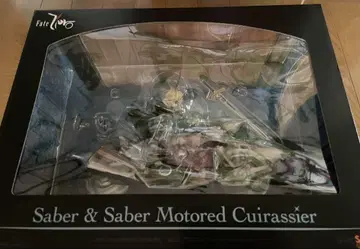 Fate Zero
Saber & Saber Motored Cuirassier